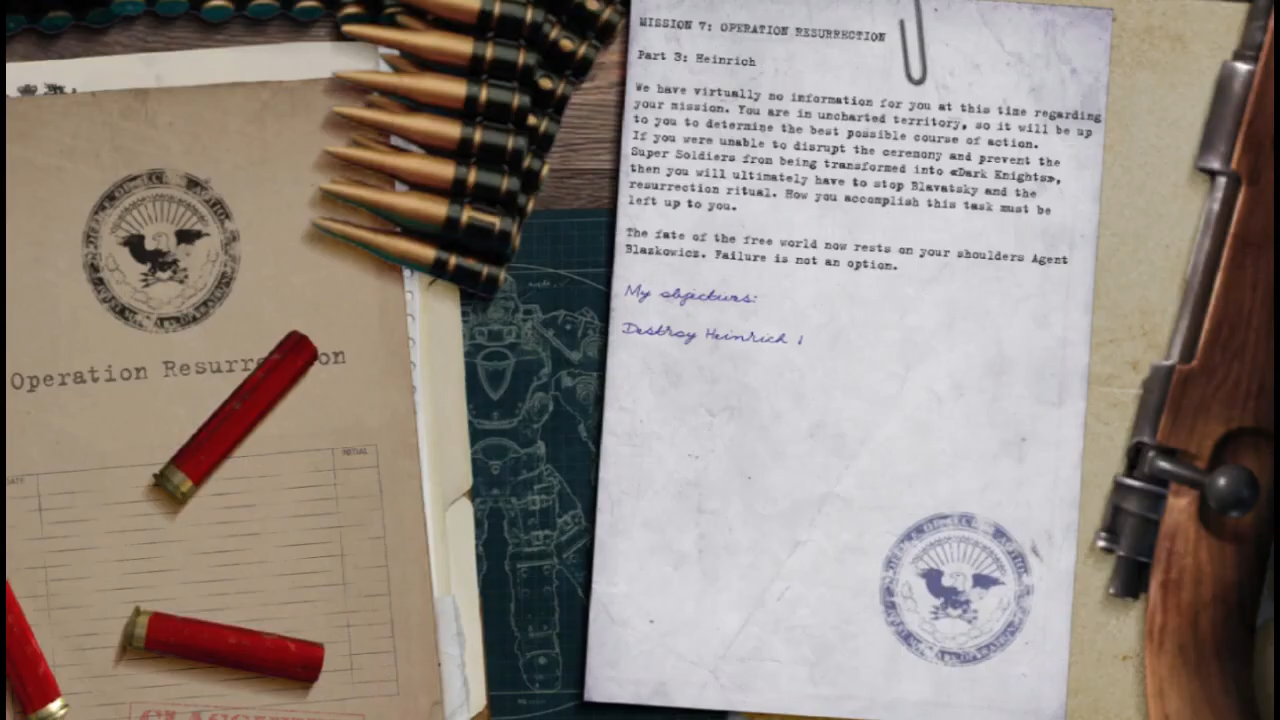 MISSION 7: OPERATION RESURRECTION
Part 3: Heinrich
We have virtually no information for you at this time regarding
your mission. You are in uncharted territory, so it will be up
to you to determine the best possible course of action.
If you were unable to disrupt the ceremony and prevent the
Super Soldiers from being transformed into «Dark Knights»,
then you will ultimately have to stop Blavatsky and the
resurrection ritual. How you accomplish this task must be
left up to you.
The fate of the free world now rests on your shoulders Agent
Blazkowicz. Failure is not an option.
My objectives:
Destroy Heinrich !
Operation Resurre on
DATE
INITIAL